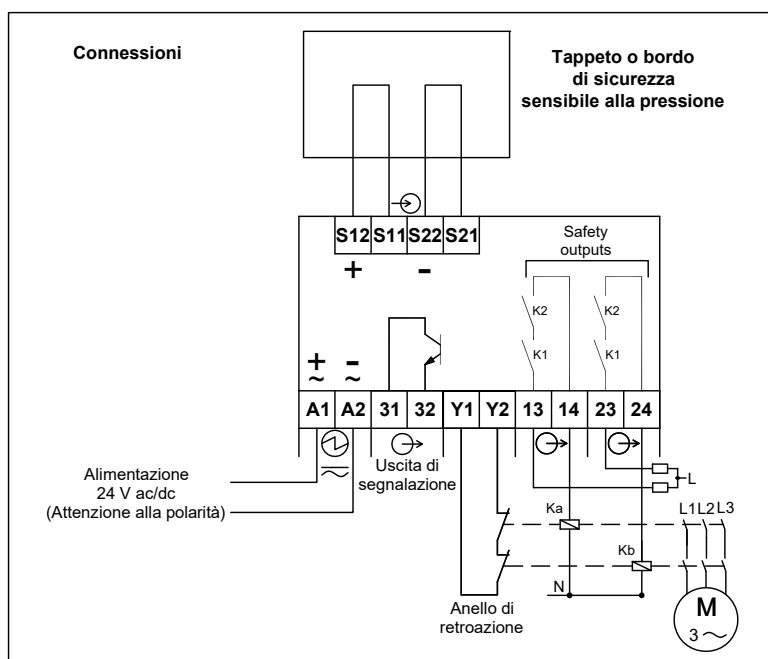 Connessioni
Tappeto o bordo
di sicurezza
sensibile alla pressione
S12 S11 S22 S21
+ -
Safety
outputs
K2 K2
K1 K1
+ -
~ ~
A1 A2 31 32 Y1 Y2 13 14 23 24
Alimentazione
24 V ac/dc
(Attenzione alla polarità)
Uscita di
segnalazione
L
Ka
L1 L2 L3
Kb
N
Anello di
retroazione
M
3 ~